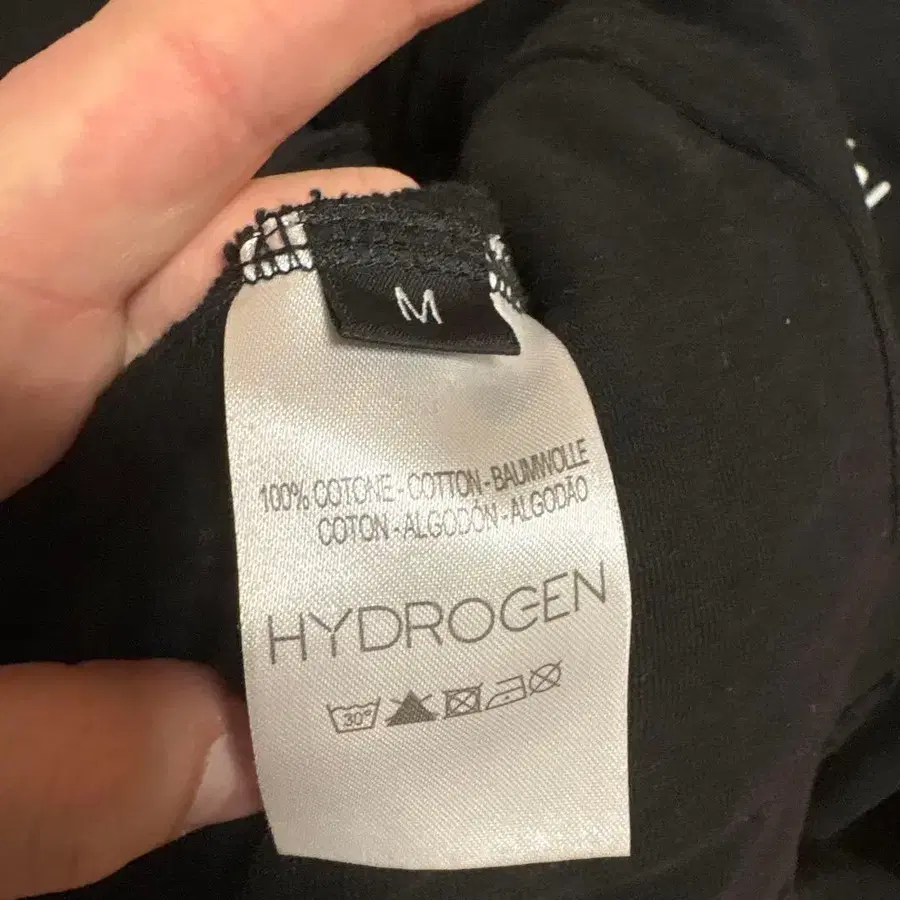 M
100% COTONE - COTTON - BAUMWOLLE
COTON - ALGODÓN - ALGODÃO
HYDROGEN
30°